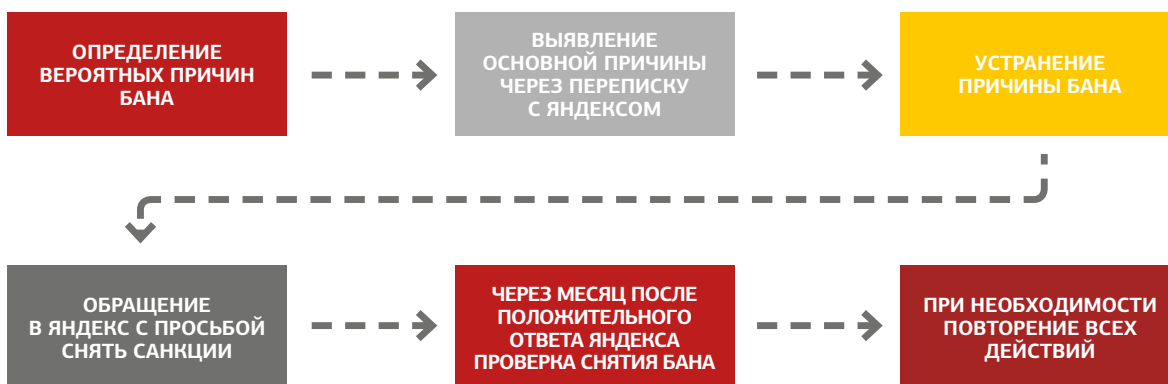 ОПРЕДЕЛЕНИЕ
ВЕРОЯТНЫХ ПРИЧИН
БАНА
ВЫЯВЛЕНИЕ
ОСНОВНОЙ ПРИЧИНЫ
ЧЕРЕЗ ПЕРЕПИСКУ
С ЯНДЕКСОМ
УСТРАНЕНИЕ
ПРИЧИНЫ БАНА
ОБРАЩЕНИЕ
В ЯНДЕКС С ПРОСЬБОЙ
СНЯТЬ САНКЦИИ
ЧЕРЕЗ МЕСЯЦ ПОСЛЕ
ПОЛОЖИТЕЛЬНОГО
ОТВЕТА ЯНДЕКСА
ПРОВЕРКА СНЯТИЯ БАНА
ПРИ НЕОБХОДИМОСТИ
ПОВТОРЕНИЕ ВСЕХ
ДЕЙСТВИЙ